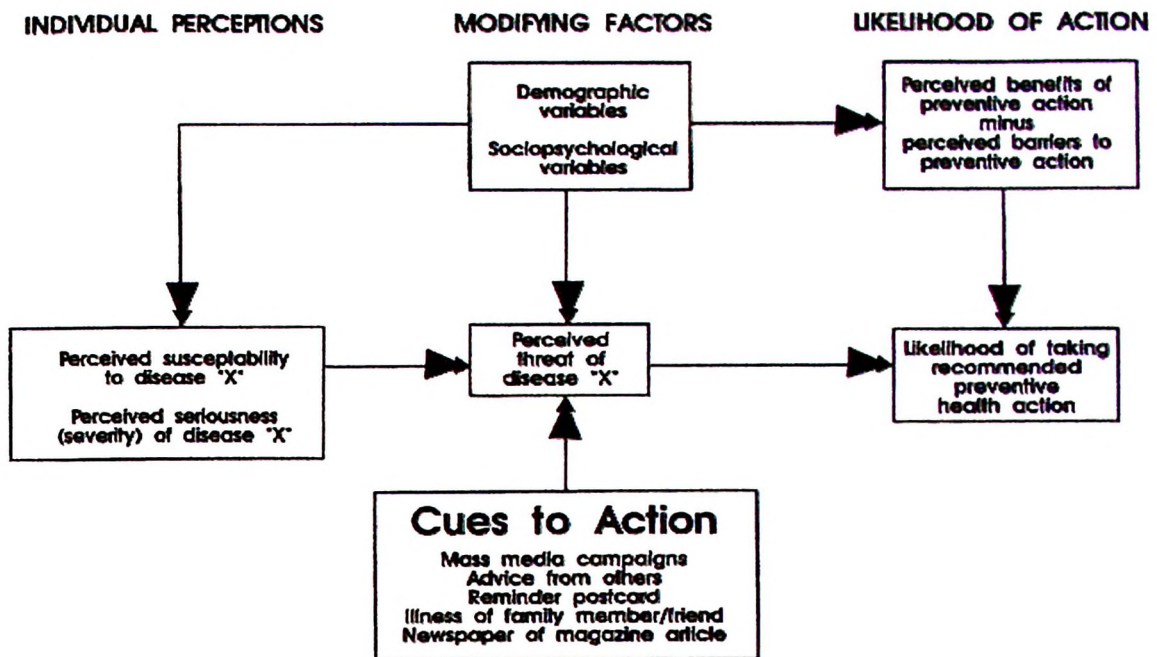 INDIVIDUAL PERCEPTIONS
MODIFYING FACTORS
LIKELIHOOD OF ACTION
Demographic
variables
Sociopsychological
variables
Perceived benefits of
preventive action
minus
perceived barriers to
preventive action
Perceived susceptability
to disease "X"
Perceived seriousness
(severity) of disease "X"
Perceived
threat of
disease "X"
Likelihood of taking
recommended
preventive
health action
Cues to Action
Mass media campaigns
Advice from others
Reminder postcard
Illness of family member/friend
Newspaper of magazine article